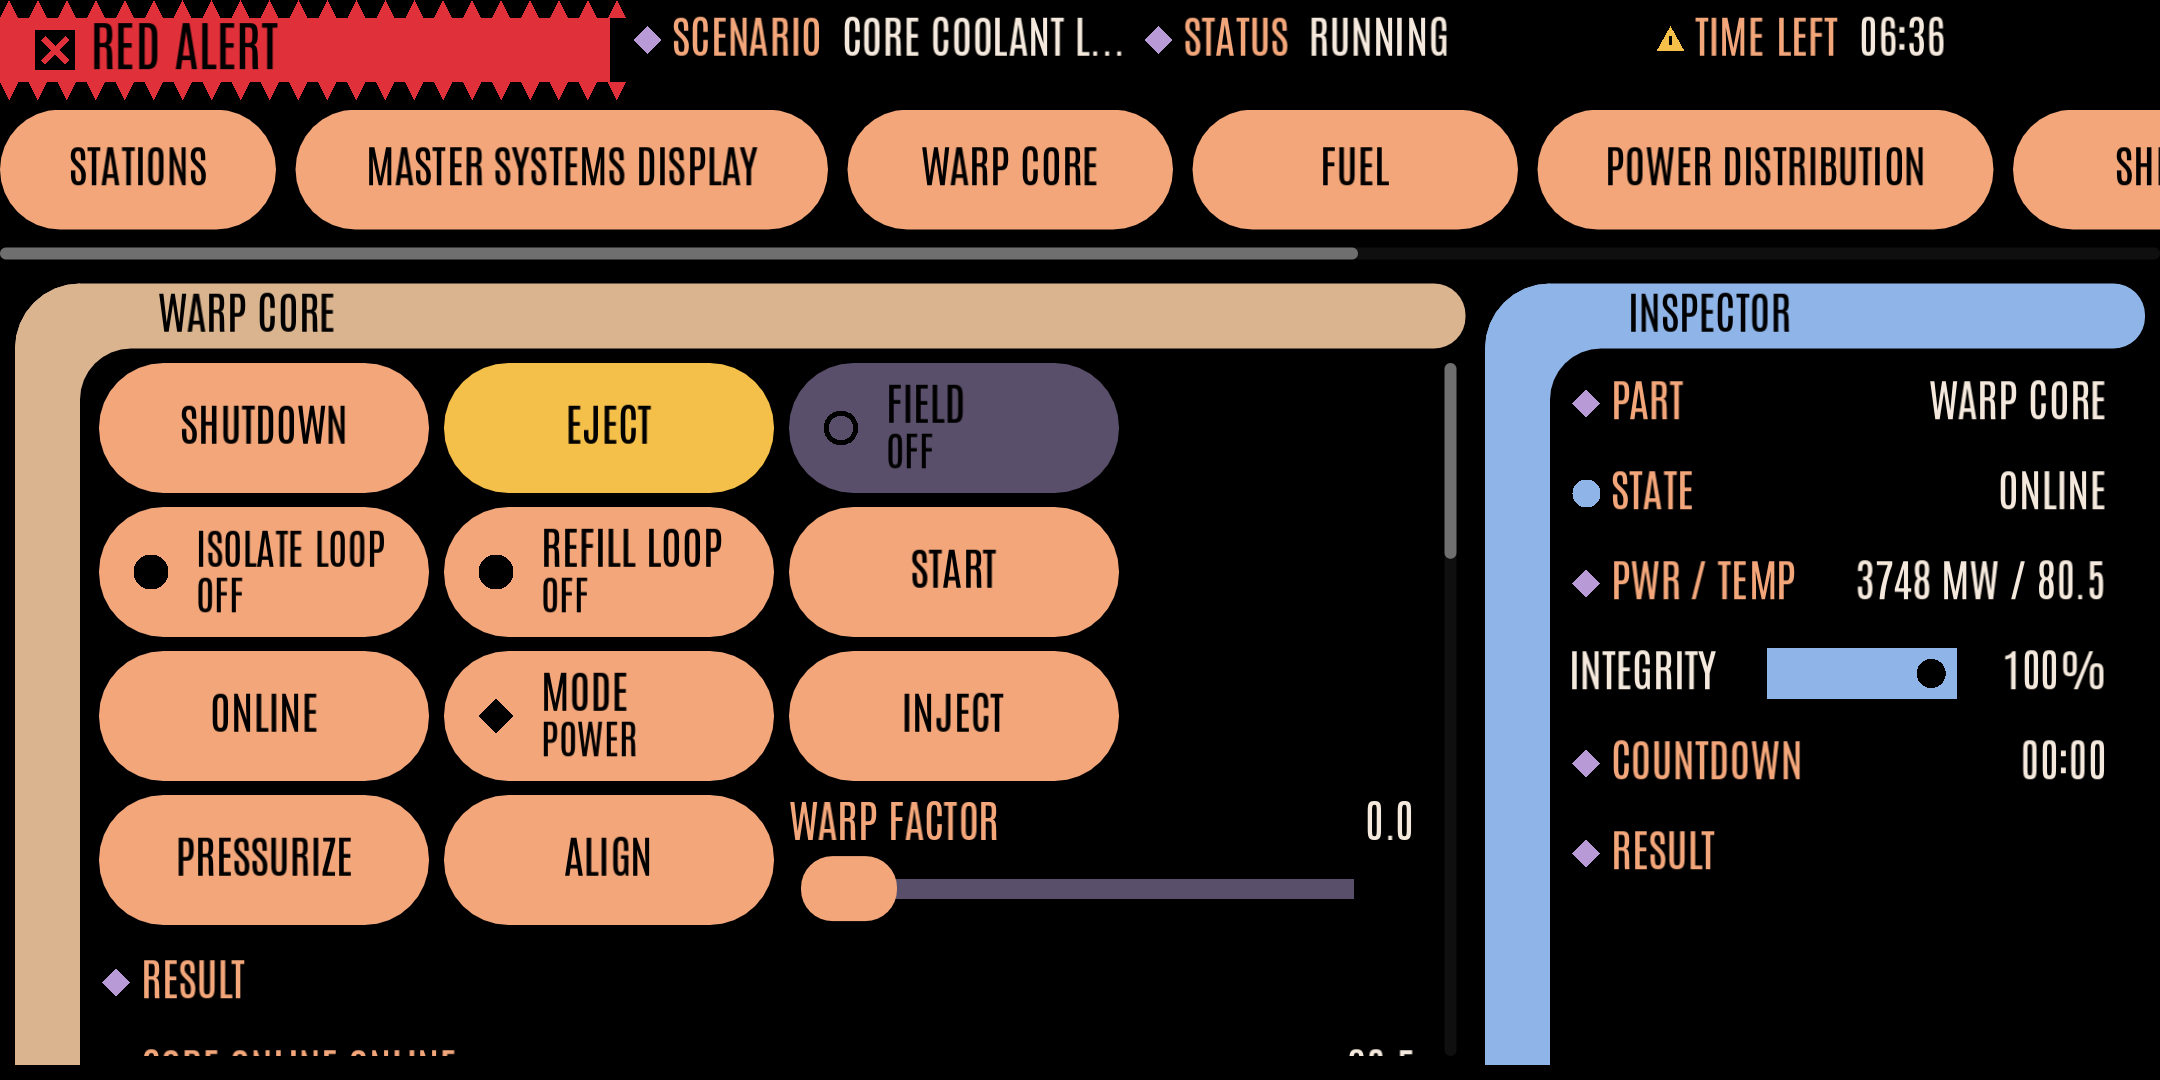 RED ALERT
SCENARIO CORE COOLANT L...
STATUS RUNNING
TIME LEFT 06:36
STATIONS
MASTER SYSTEMS DISPLAY
WARP CORE
FUEL
POWER DISTRIBUTION
WARP CORE
SHUTDOWN
EJECT
FIELD
OFF
ISOLATE LOOP
OFF
REFILL LOOP
OFF
START
ONLINE
MODE
POWER
INJECT
PRESSURIZE
ALIGN
WARP FACTOR 0.0
RESULT
INSPECTOR
PART WARP CORE
STATE ONLINE
PWR / TEMP 3748 MW / 80.5
INTEGRITY 100%
COUNTDOWN 00:00
RESULT